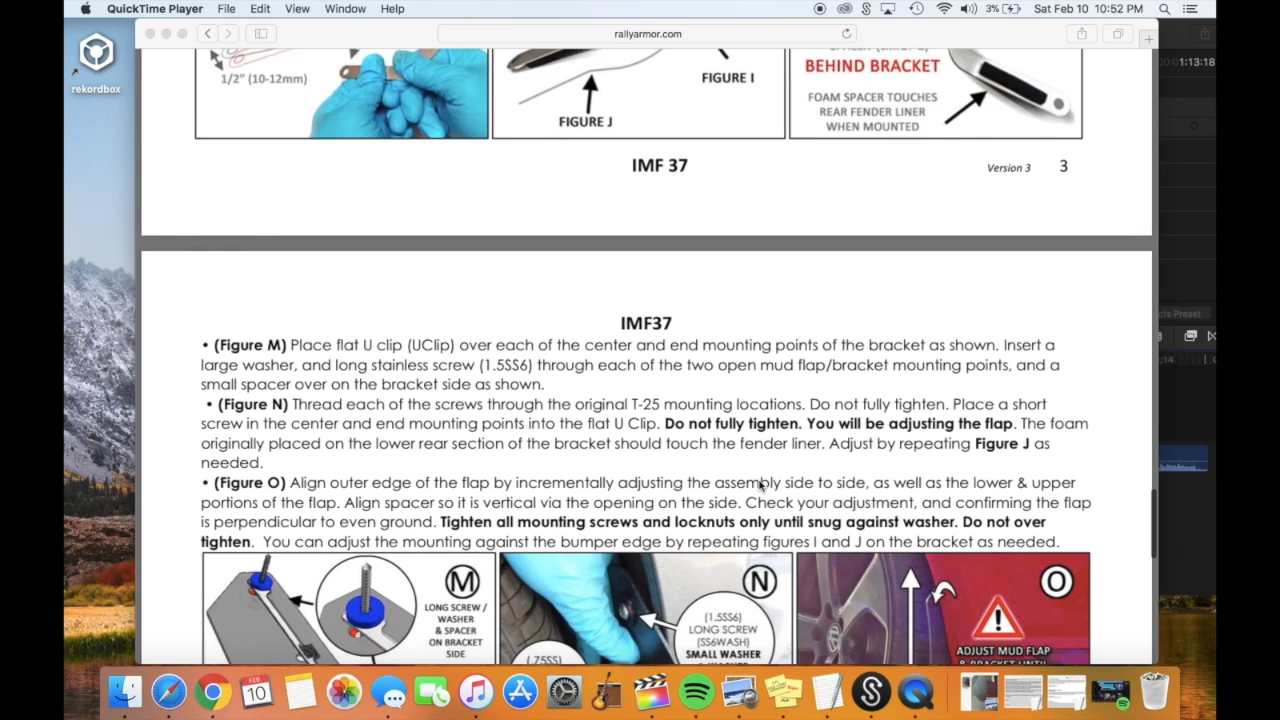 QuickTime Player File Edit View Window Help 3% Sat Feb 10 10:52 PM
rallyarmor.com
1:13:18
rekordbox
1/2" (10-12mm)
FIGURE I
FIGURE J
BEHIND BRACKET
FOAM SPACER TOUCHES
REAR FENDER LINER
WHEN MOUNTED
IMF 37
Version 3 3
cts Preset
IMF37
• (Figure M) Place flat U clip (UClip) over each of the center and end mounting points of the bracket as shown. Insert a
large washer, and long stainless screw (1.5SS6) through each of the two open mud flap/bracket mounting points, and a
small spacer over on the bracket side as shown.
• (Figure N) Thread each of the screws through the original T-25 mounting locations. Do not fully tighten. Place a short
screw in the center and end mounting points into the flat U Clip. Do not fully tighten. You will be adjusting the flap. The foam
originally placed on the lower rear section of the bracket should touch the fender liner. Adjust by repeating Figure J as
needed.
• (Figure O) Align outer edge of the flap by incrementally adjusting the assembly side to side, as well as the lower & upper
portions of the flap. Align spacer so it is vertical via the opening on the side. Check your adjustment, and confirming the flap
is perpendicular to even ground. Tighten all mounting screws and locknuts only until snug against washer. Do not over
tighten. You can adjust the mounting against the bumper edge by repeating figures I and J on the bracket as needed.
M
LONG SCREW /
WASHER
& SPACER
ON BRACKET
SIDE
N
(1.5SS6)
LONG SCREW
(SS6WASH)
SMALL WASHER
(.75SS)
O
ADJUST MUD FLAP
FEB
10